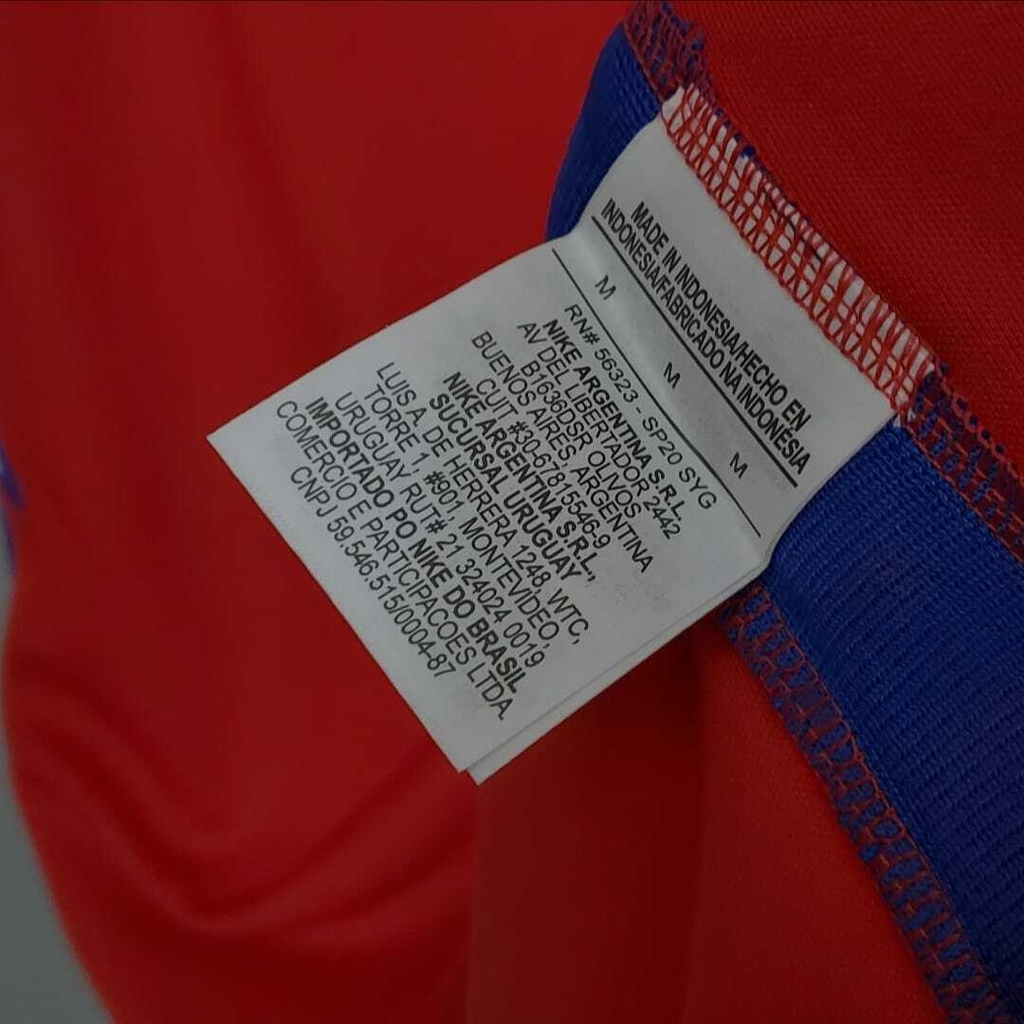 MADE IN INDONESIA/HECHO EN
INDONESIA/FABRICADO NA INDONÉSIA
M M M
RN# 56323 - SP20 SYG
NIKE ARGENTINA S.R.L
AV DEL LIBERTADOR 2442
B1636DSR OLIVOS
BUENOS AIRES, ARGENTINA
CUIT #30-67815546-9
NIKE ARGENTINA S.R.L.,
SUCURSAL URUGUAY
LUIS A. DE HERRERA 1248, WTC,
TORRE 1, #901, MONTEVIDEO,
URUGUAY RUT# 21 324024 0019
IMPORTADO PO NIKE DO BRASIL
COMERCIO E PARTICIPACOES LTDA.
CNPJ 59.546.515/0004-87